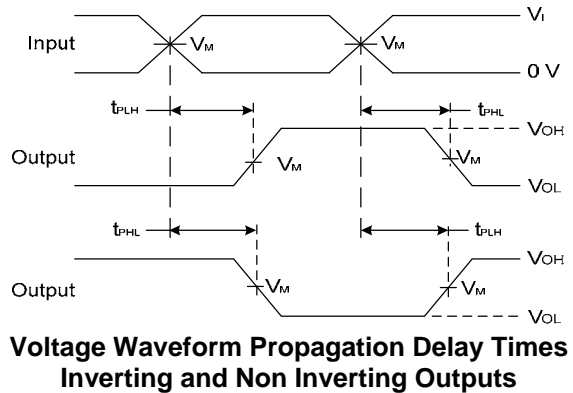 VI
Input
VM
VM
0 V
tPLH
tPHL
VOH
Output
VM
VM
VOL
tPHL
tPLH
VOH
Output
VM
VM
VOL
Voltage Waveform Propagation Delay Times
Inverting and Non Inverting Outputs